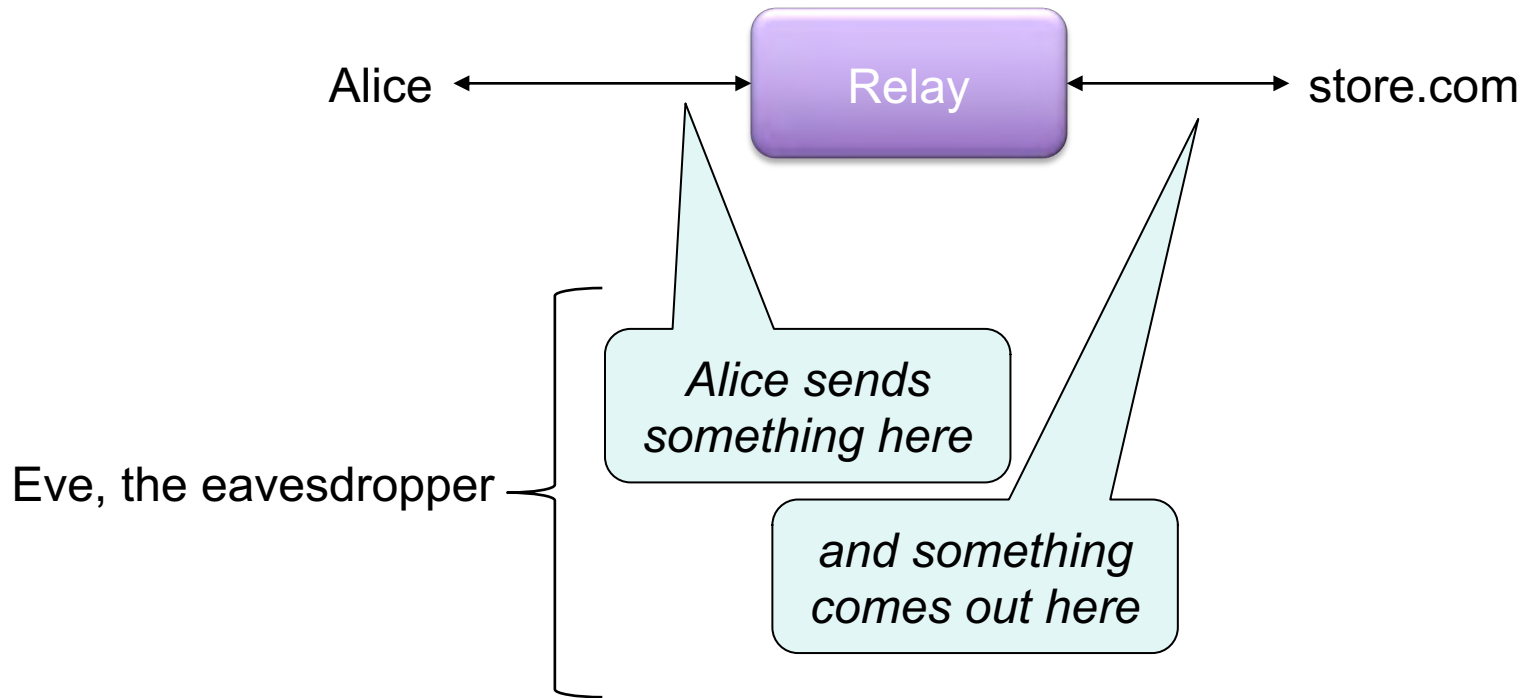 Alice
Relay
store.com
Alice sends
something here
Eve, the eavesdropper
and something
comes out here